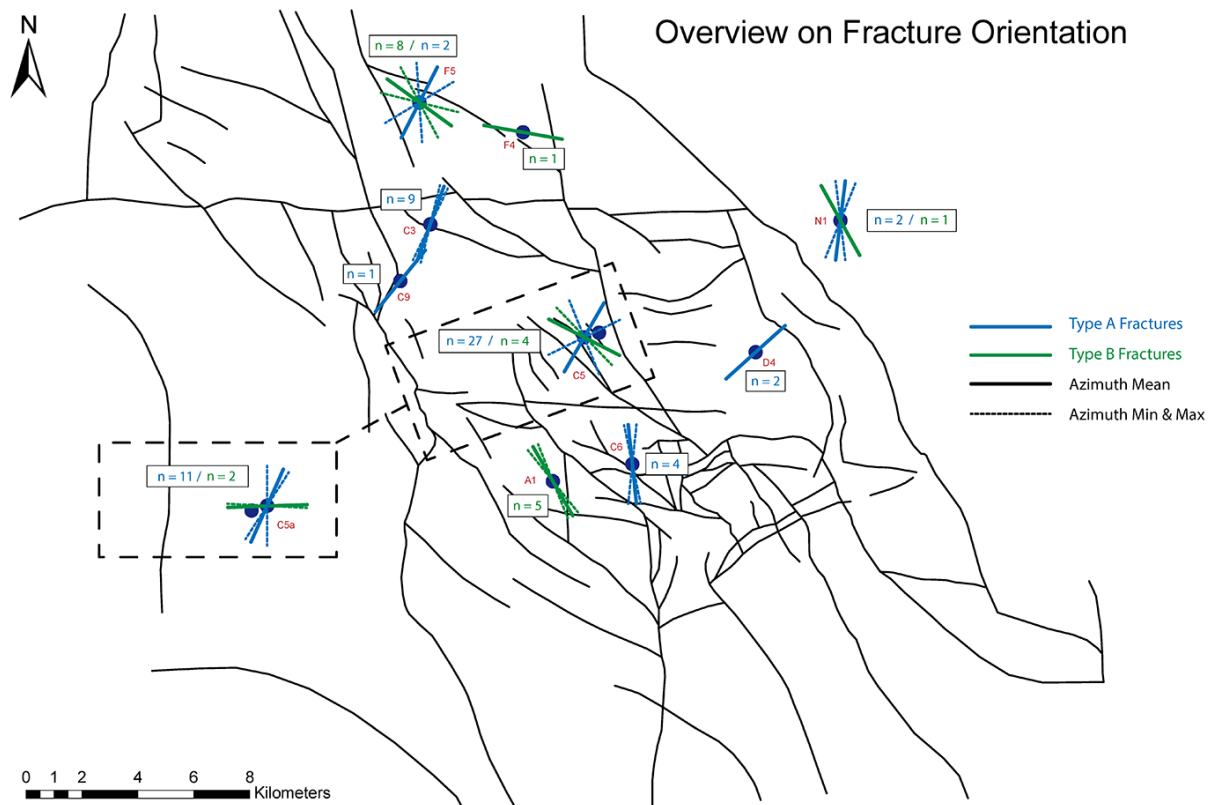 Overview on Fracture Orientation
N
n = 8 / n = 2
F5
F4
n = 1
n = 9
C3
N1
n = 2 / n = 1
n = 1
C9
n = 27 / n = 4
C5
D4
n = 2
Type A Fractures
Type B Fractures
Azimuth Mean
Azimuth Min & Max
C6
n = 4
n = 11 / n = 2
A1
n = 5
C5a
0 1 2 4 6 8
Kilometers